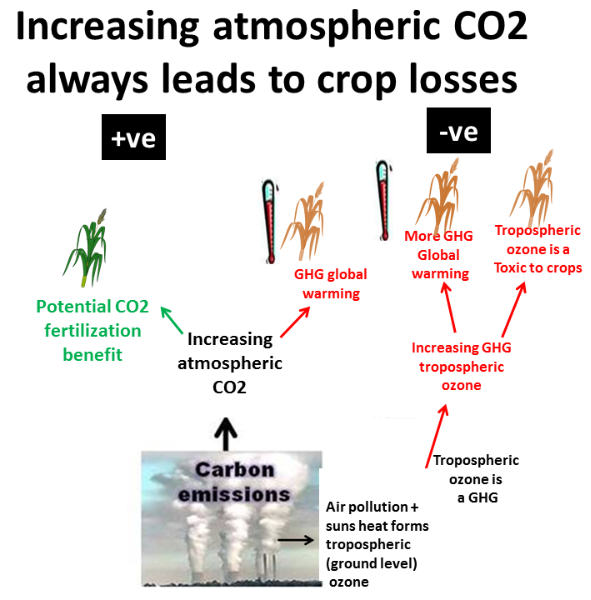 Increasing atmospheric CO2
always leads to crop losses
+ve
-ve
Potential CO2
fertilization
benefit
GHG global
warming
More GHG
Global
warming
Tropospheric
ozone is a
Toxic to crops
Increasing
atmospheric
CO2
Increasing GHG
tropospheric
ozone
Carbon
emissions
Tropospheric
ozone is
a GHG
Air pollution +
suns heat forms
tropospheric
(ground level)
ozone